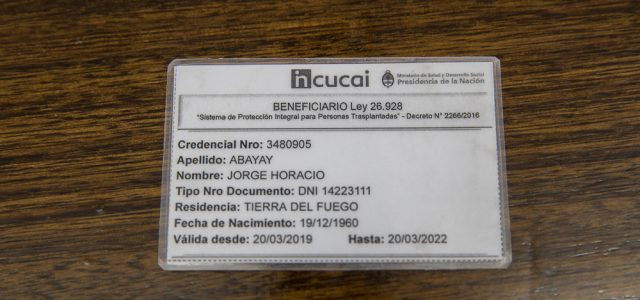 incucai
Ministerio de Salud y Desarrollo Social
Presidencia de la Nación
BENEFICIARIO Ley 26.928
"Sistema de Protección Integral para Personas Trasplantadas" - Decreto N° 2266/2016
Credencial Nro: 3480905
Apellido: ABAYAY
Nombre: JORGE HORACIO
Tipo Nro Documento: DNI 14223111
Residencia: TIERRA DEL FUEGO
Fecha de Nacimiento: 19/12/1960
Válida desde: 20/03/2019 Hasta: 20/03/2022